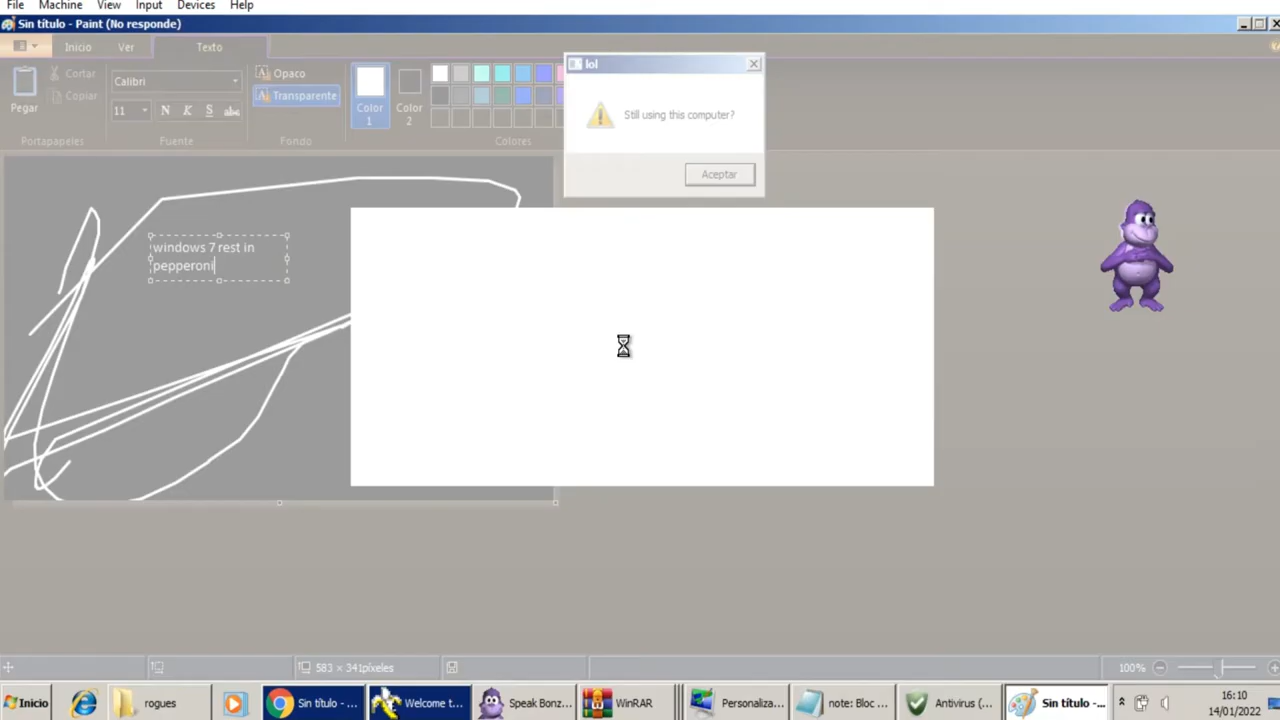 File Machine View Input Devices Help
Sin título - Paint (No responde)
Inicio Ver Texto
Pegar
Cortar
Copiar
Portapapeles
Calibri
11
N K S abc
Fuente
Opaco
Transparente
Fondo
Color 1
Color 2
Colores
lol
Still using this computer?
Aceptar
windows 7 rest in
pepperoni
583 × 341píxeles
100%
Inicio
rogues
Sin título - ...
Welcome t...
Speak Bonz...
WinRAR
Personaliza...
note: Bloc ...
Antivirus (...
Sin título -...
16:10
14/01/2022